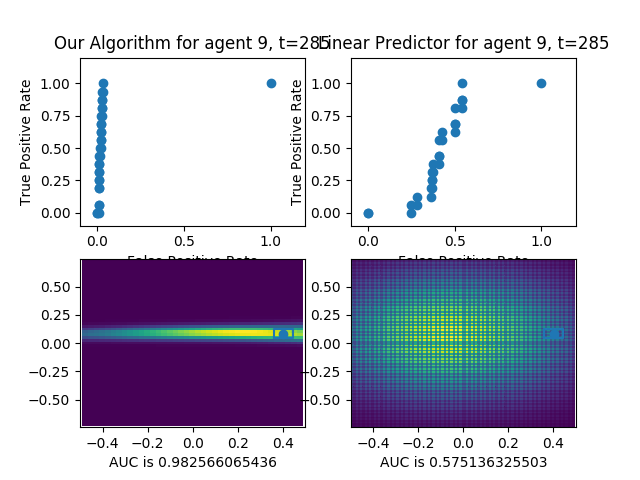 Our Algorithm for agent 9, t=285
Linear Predictor for agent 9, t=285
True Positive Rate
1.00
0.75
0.50
0.25
0.00
0.0 0.5 1.0
False Positive Rate
True Positive Rate
1.00
0.75
0.50
0.25
0.00
0.0 0.5 1.0
False Positive Rate
0.50
0.25
0.00
−0.25
−0.50
−0.4 −0.2 0.0 0.2 0.4
AUC is 0.982566065436
0.50
0.25
0.00
−0.25
−0.50
−0.4 −0.2 0.0 0.2 0.4
AUC is 0.575136325503